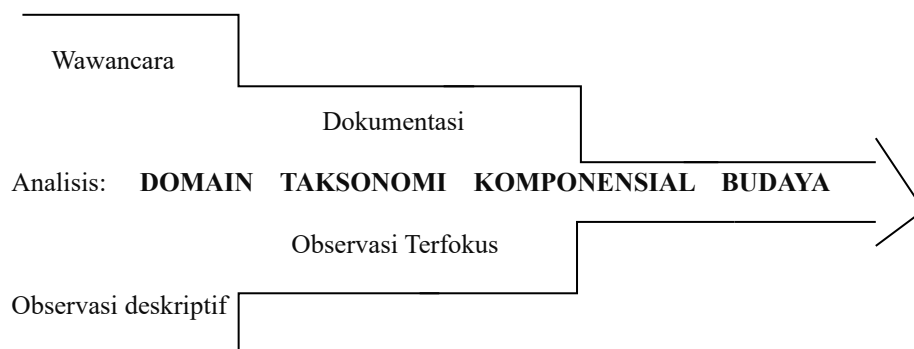 Wawancara
Dokumentasi
Analisis: DOMAIN TAKSONOMI KOMPONENSIAL BUDAYA
Observasi Terfokus
Observasi deskriptif